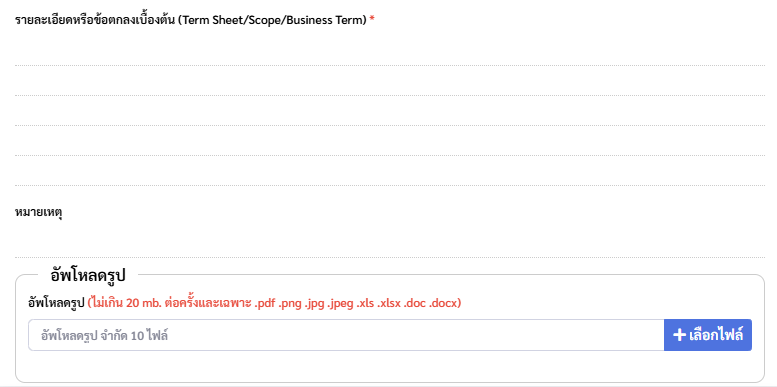 รายละเอียดหรือข้อตกลงเบื้องต้น (Term Sheet/Scope/Business Term) *
หมายเหตุ
อัพโหลดรูป
อัพโหลดรูป (ไม่เกิน 20 mb. ต่อครั้งและเฉพาะ .pdf .png .jpg .jpeg .xls .xlsx .doc .docx)
อัพโหลดรูป จำกัด 10 ไฟล์
+ เลือกไฟล์